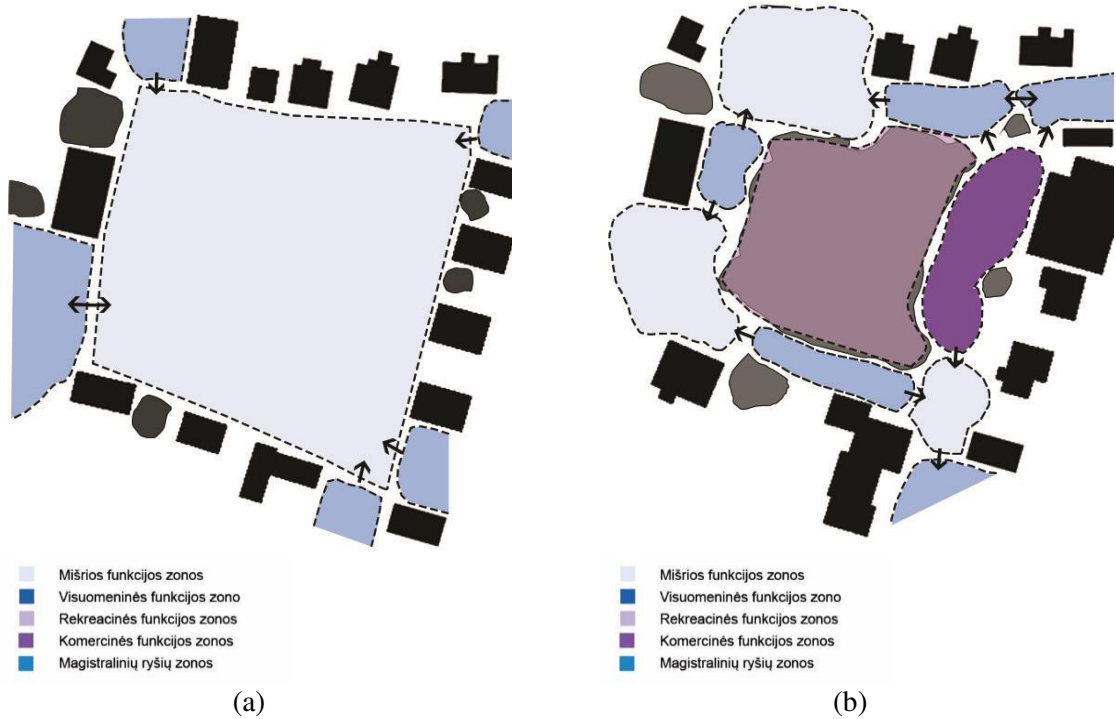 Mišrios funkcijos zonos
Visuomeninės funkcijos zono
Rekreacinės funkcijos zonos
Komercinės funkcijos zonos
Magistralinių ryšių zonos
(a)
Mišrios funkcijos zonos
Visuomeninės funkcijos zono
Rekreacinės funkcijos zonos
Komercinės funkcijos zonos
Magistralinių ryšių zonos
(b)